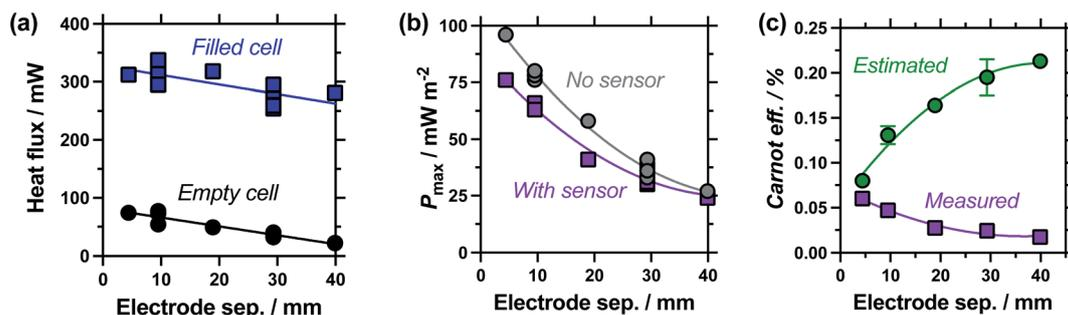 (a)
400
300
200
100
0
Heat flux / mW
Filled cell
Empty cell
0 10 20 30 40
Electrode sep. / mm
(b)
100
75
50
25
0
Pmax / mW m-2
No sensor
With sensor
0 10 20 30 40
Electrode sep. / mm
(c)
0.25
0.20
0.15
0.10
0.05
0.00
Carnot eff. / %
Estimated
Measured
0 10 20 30 40
Electrode sep. / mm